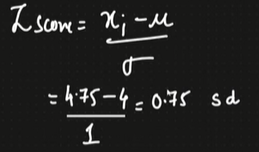 Z score = xi - μ
σ
= 4.75 - 4 = 0.75 sd
1